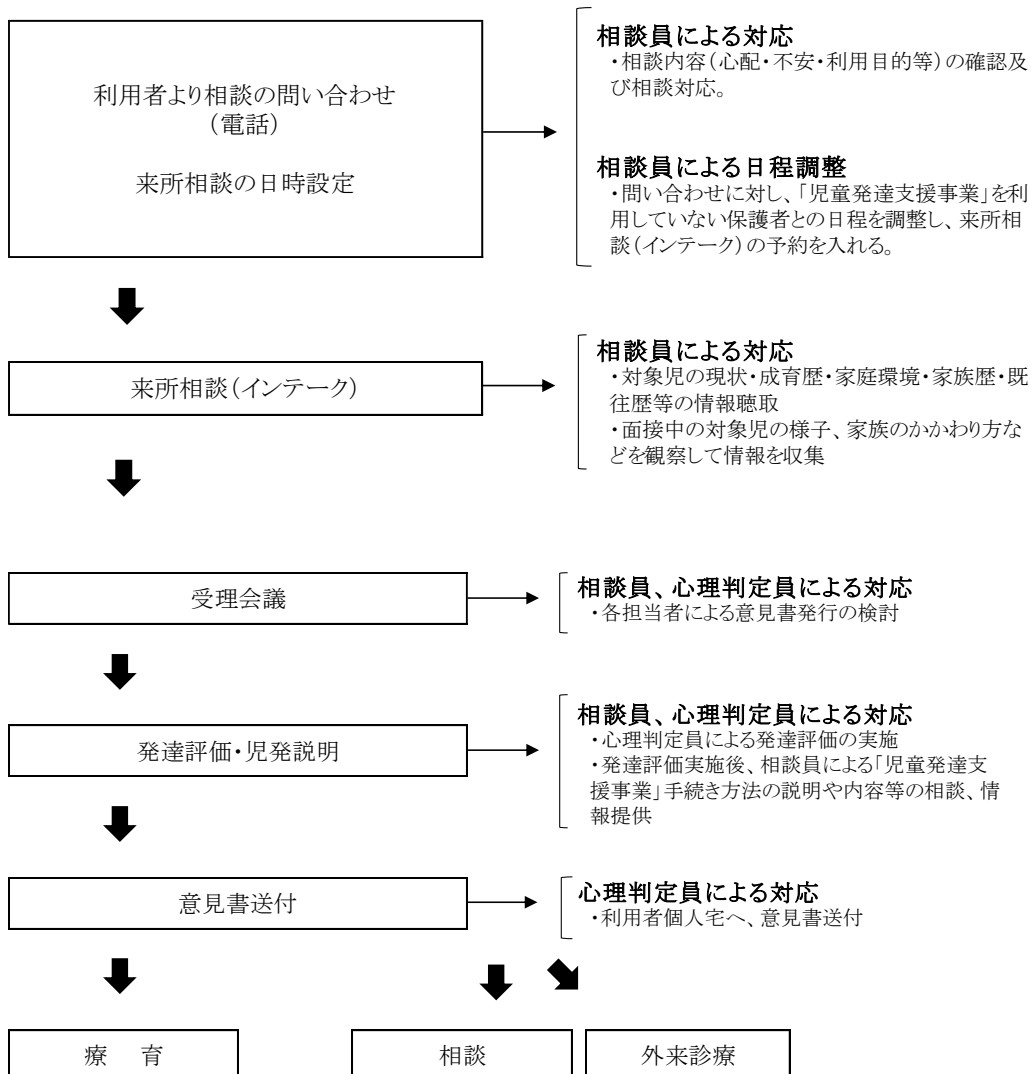 利用者より相談の問い合わせ
(電話)
来所相談の日時設定
相談員による対応
・相談内容(心配・不安・利用目的等)の確認及
び相談対応。
相談員による日程調整
・問い合わせに対し、「児童発達支援事業」を利
用していない保護者との日程を調整し、来所相
談(インテーク)の予約を入れる。
来所相談(インテーク)
相談員による対応
・対象児の現状・成育歴・家庭環境・家族歴・既
往歴等の情報聴取
・面接中の対象児の様子、家族のかかわり方な
どを観察して情報を収集
受理会議
相談員、心理判定員による対応
・各担当者による意見書発行の検討
発達評価・児発説明
相談員、心理判定員による対応
・心理判定員による発達評価の実施
・発達評価実施後、相談員による「児童発達支
援事業」手続き方法の説明や内容等の相談、情
報提供
意見書送付
心理判定員による対応
・利用者個人宅へ、意見書送付
療 育
相談
外来診療